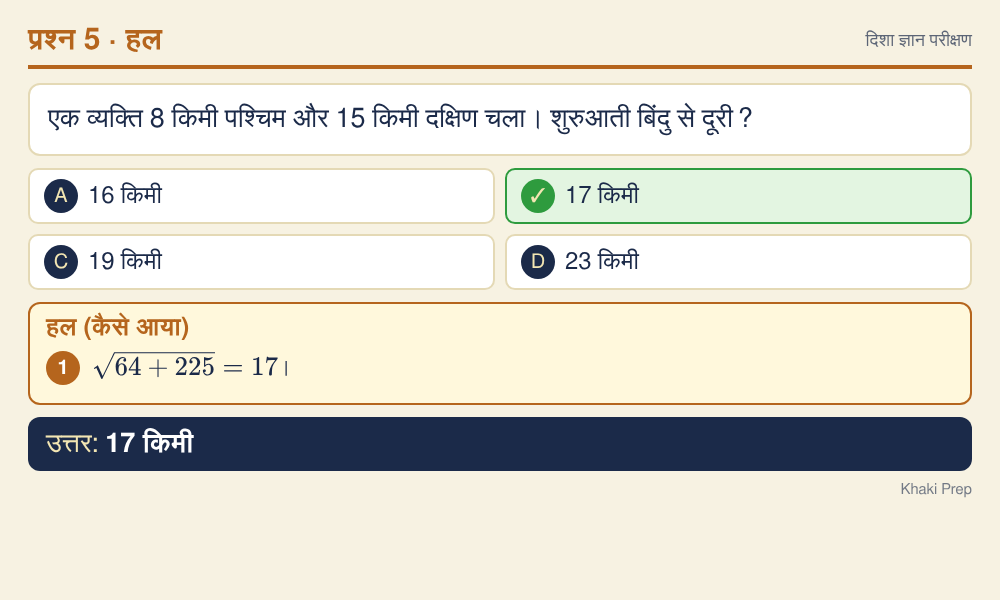 प्रश्न 5 · हल
दिशा ज्ञान परीक्षण
एक व्यक्ति 8 किमी पश्चिम और 15 किमी दक्षिण चला। शुरुआती बिंदु से दूरी?
A 16 किमी
✓ 17 किमी
C 19 किमी
D 23 किमी
हल (कैसे आया)
1 √64 + 225 = 17।
उत्तर: 17 किमी
Khaki Prep